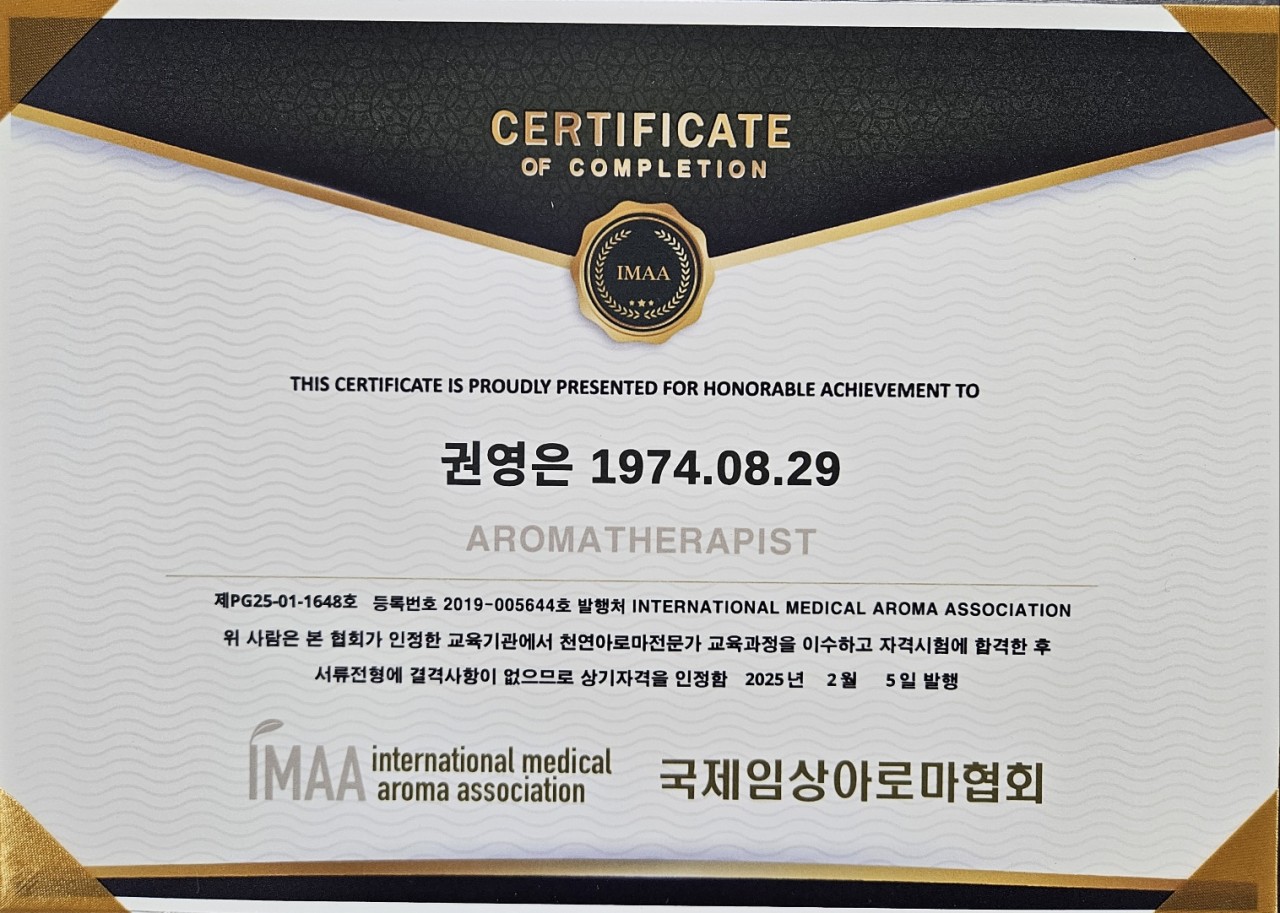 CERTIFICATE
OF COMPLETION
IMAA
THIS CERTIFICATE IS PROUDLY PRESENTED FOR HONORABLE ACHIEVEMENT TO
권영은 1974.08.29
AROMATHERAPIST
제PG25-01-1648호 등록번호 2019-005644호 발행처 INTERNATIONAL MEDICAL AROMA ASSOCIATION
위 사람은 본 협회가 인정한 교육기관에서 천연아로마전문가 교육과정을 이수하고 자격시험에 합격한 후
서류전형에 결격사항이 없으므로 상기자격을 인정함 2025년 2월 5일 발행
IMAA international medical
aroma association
국제임상아로마협회